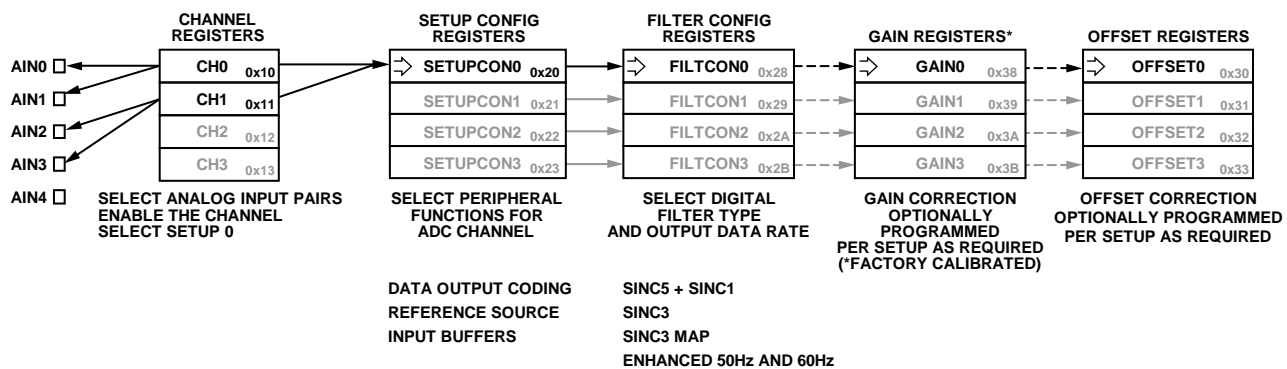 CHANNEL
REGISTERS
SETUP CONFIG
REGISTERS
FILTER CONFIG
REGISTERS
GAIN REGISTERS*
OFFSET REGISTERS
AIN0
AIN1
AIN2
AIN3
AIN4
CH0 0x10
CH1 0x11
CH2 0x12
CH3 0x13
SELECT ANALOG INPUT PAIRS
ENABLE THE CHANNEL
SELECT SETUP 0
SETUPCON0 0x20
SETUPCON1 0x21
SETUPCON2 0x22
SETUPCON3 0x23
SELECT PERIPHERAL
FUNCTIONS FOR
ADC CHANNEL
FILTCON0 0x28
FILTCON1 0x29
FILTCON2 0x2A
FILTCON3 0x2B
SELECT DIGITAL
FILTER TYPE
AND OUTPUT DATA RATE
GAIN0 0x38
GAIN1 0x39
GAIN2 0x3A
GAIN3 0x3B
GAIN CORRECTION
OPTIONALLY
PROGRAMMED
PER SETUP AS REQUIRED
(*FACTORY CALIBRATED)
OFFSET0 0x30
OFFSET1 0x31
OFFSET2 0x32
OFFSET3 0x33
OFFSET CORRECTION
OPTIONALLY PROGRAMMED
PER SETUP AS REQUIRED
DATA OUTPUT CODING
REFERENCE SOURCE
INPUT BUFFERS
SINC5 + SINC1
SINC3
SINC3 MAP
ENHANCED 50Hz AND 60Hz